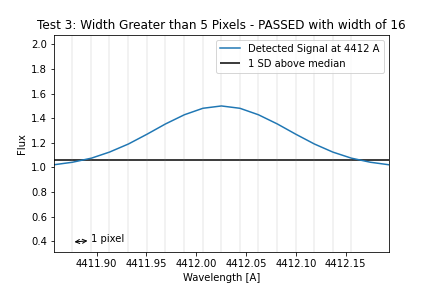 Test 3: Width Greater than 5 Pixels - PASSED with width of 16
2.0
1.8
1.6
1.4
1.2
1.0
0.8
0.6
0.4
Flux
Detected Signal at 4412 A
1 SD above median
1 pixel
4411.90 4411.95 4412.00 4412.05 4412.10 4412.15
Wavelength [A]